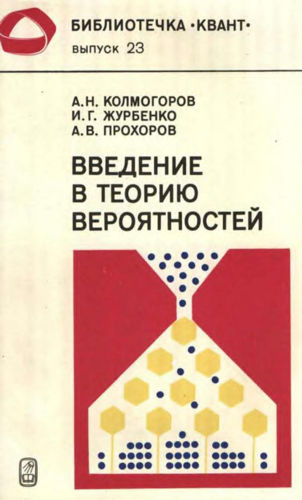 БИБЛИОТЕЧКА •КВАНТ•
ВЫПУСК 23
А.Н. КОЛМОГОРОВ
И.Г. ЖУРБЕНКО
А.В. ПРОХОРОВ
ВВЕДЕНИЕ
В ТЕОРИЮ
ВЕРОЯТНОСТЕЙ